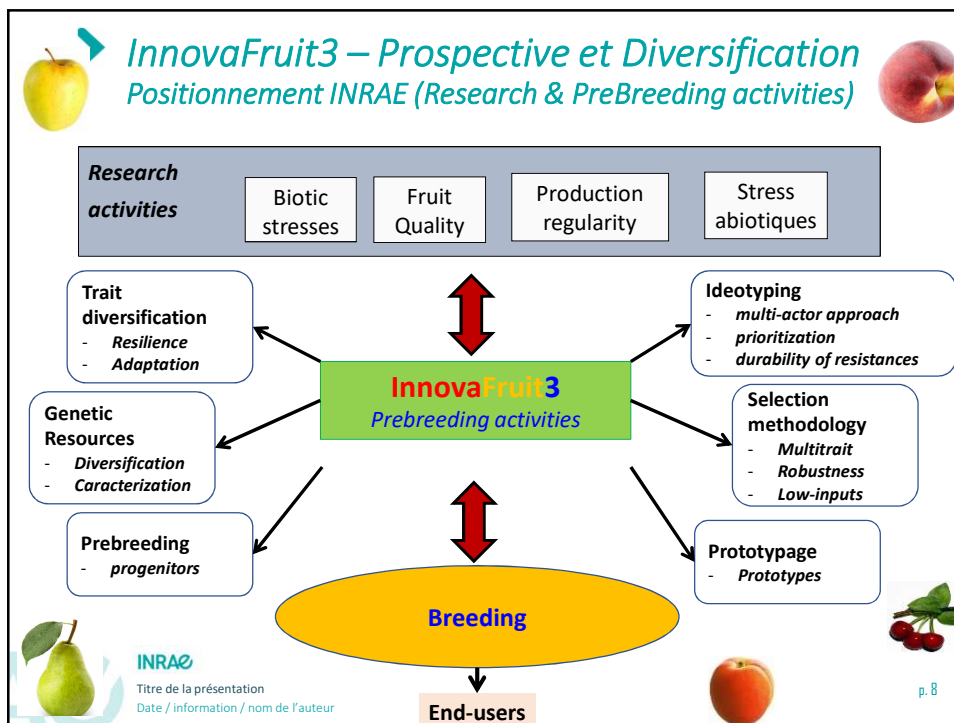 InnovaFruit3 – Prospective et Diversification
Positionnement INRAE (Research & PreBreeding activities)
Research
activities
Biotic
stresses
Fruit
Quality
Production
regularity
Stress
abiotiques
Trait
diversification
- Resilience
- Adaptation
Ideotyping
- multi-actor approach
- prioritization
- durability of resistances
InnovaFruit3
Prebreeding activities
Genetic
Resources
- Diversification
- Caracterization
Selection
methodology
- Multitrait
- Robustness
- Low-inputs
Prebreeding
- progenitors
Prototypage
- Prototypes
Breeding
INRAE
Titre de la présentation
Date / information / nom de l'auteur
End-users
p. 8